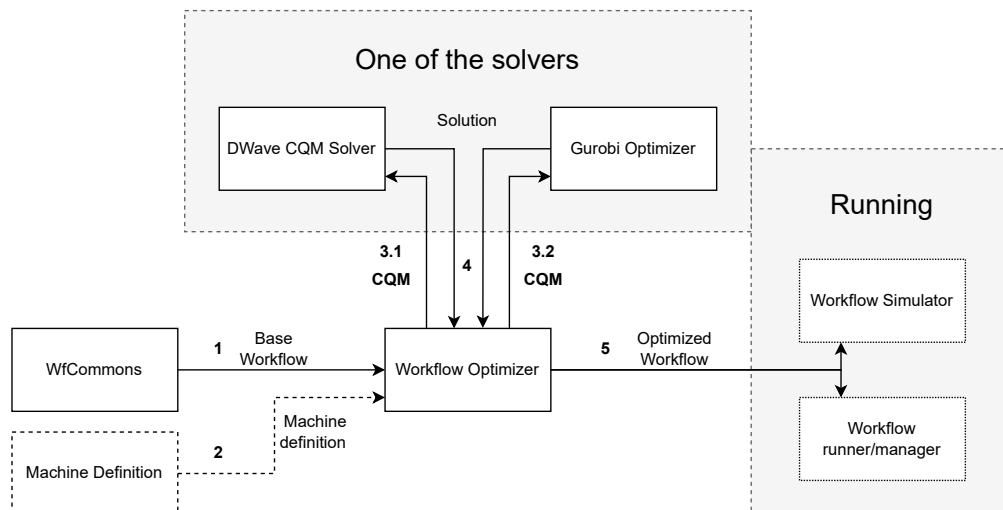 One of the solvers
DWave CQM Solver
Solution
Gurobi Optimizer
Running
3.1
CQM
4
3.2
CQM
Workflow Simulator
WfCommons
1
Base
Workflow
Workflow Optimizer
5
Optimized
Workflow
Machine
definition
Workflow
runner/manager
Machine Definition
2